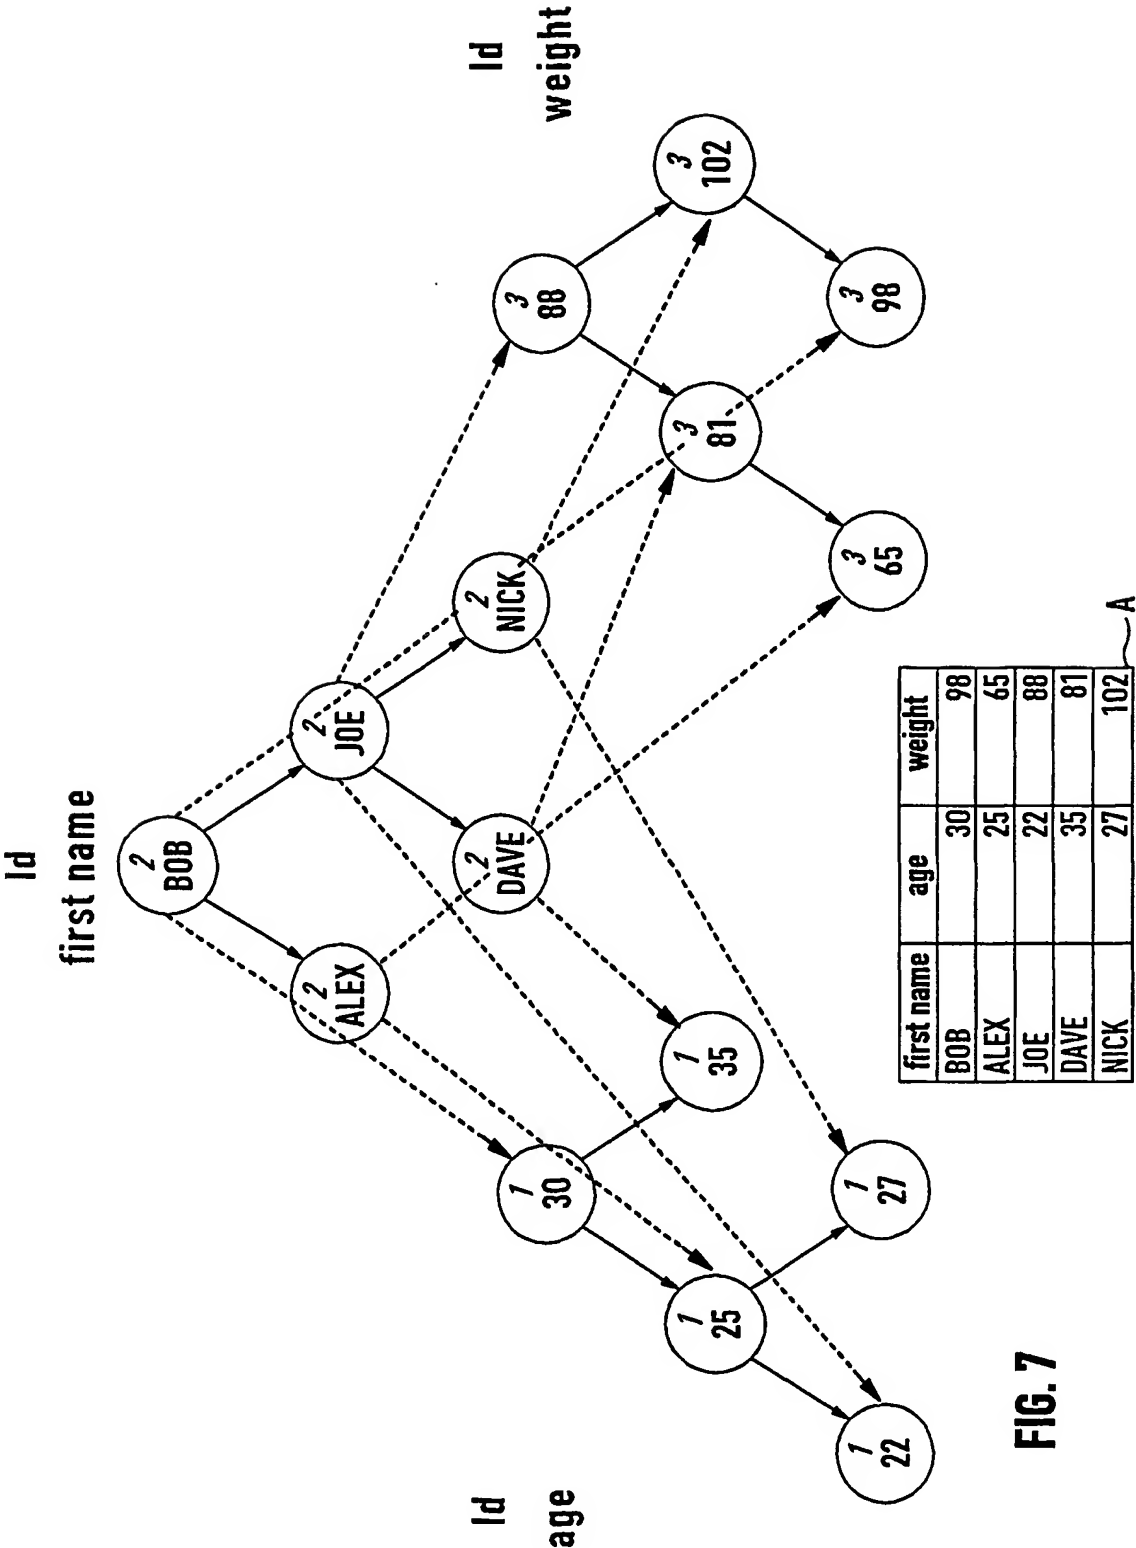 Id
first name
2
BOB
2
ALEX
2
JOE
2
DAVE
2
NICK
Id
age
1
30
1
25
1
35
1
22
1
27
Id
weight
3
88
3
81
3
102
3
65
3
98
first name age weight
BOB 30 98
ALEX 25 65
JOE 22 88
DAVE 35 81
NICK 27 102
A
FIG. 7